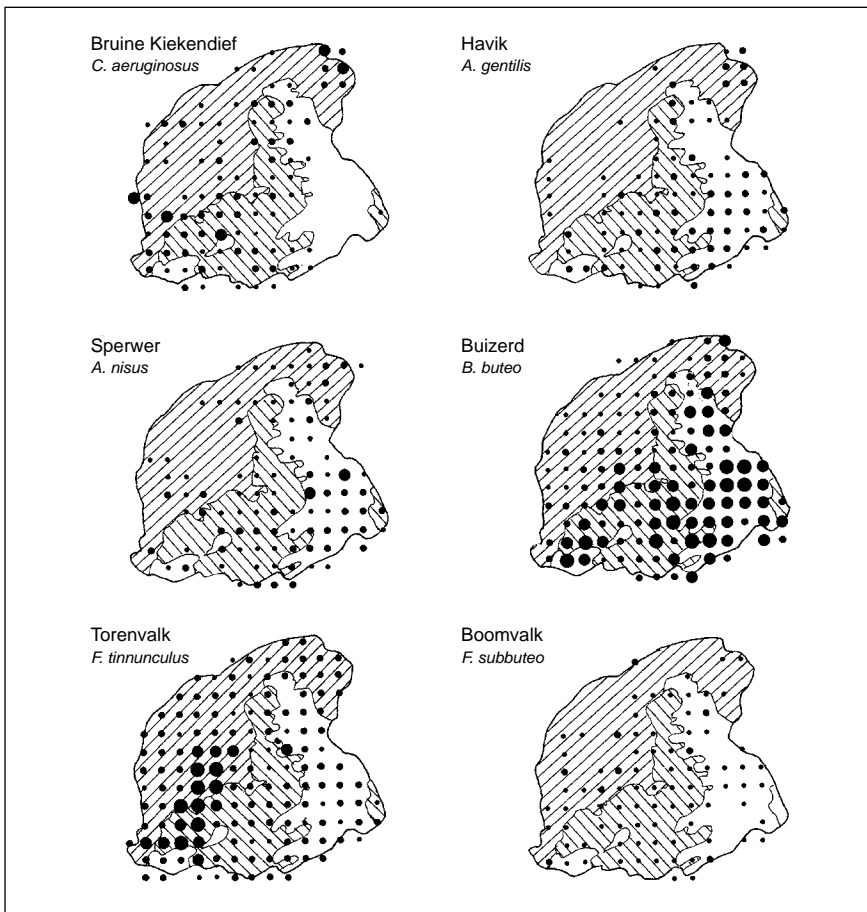 Bruine Kiekendief
C. aeruginosus
Havik
A. gentilis
Sperwer
A. nisus
Buizerd
B. buteo
Torenvalk
F. tinnunculus
Boomvalk
F. subbuteo